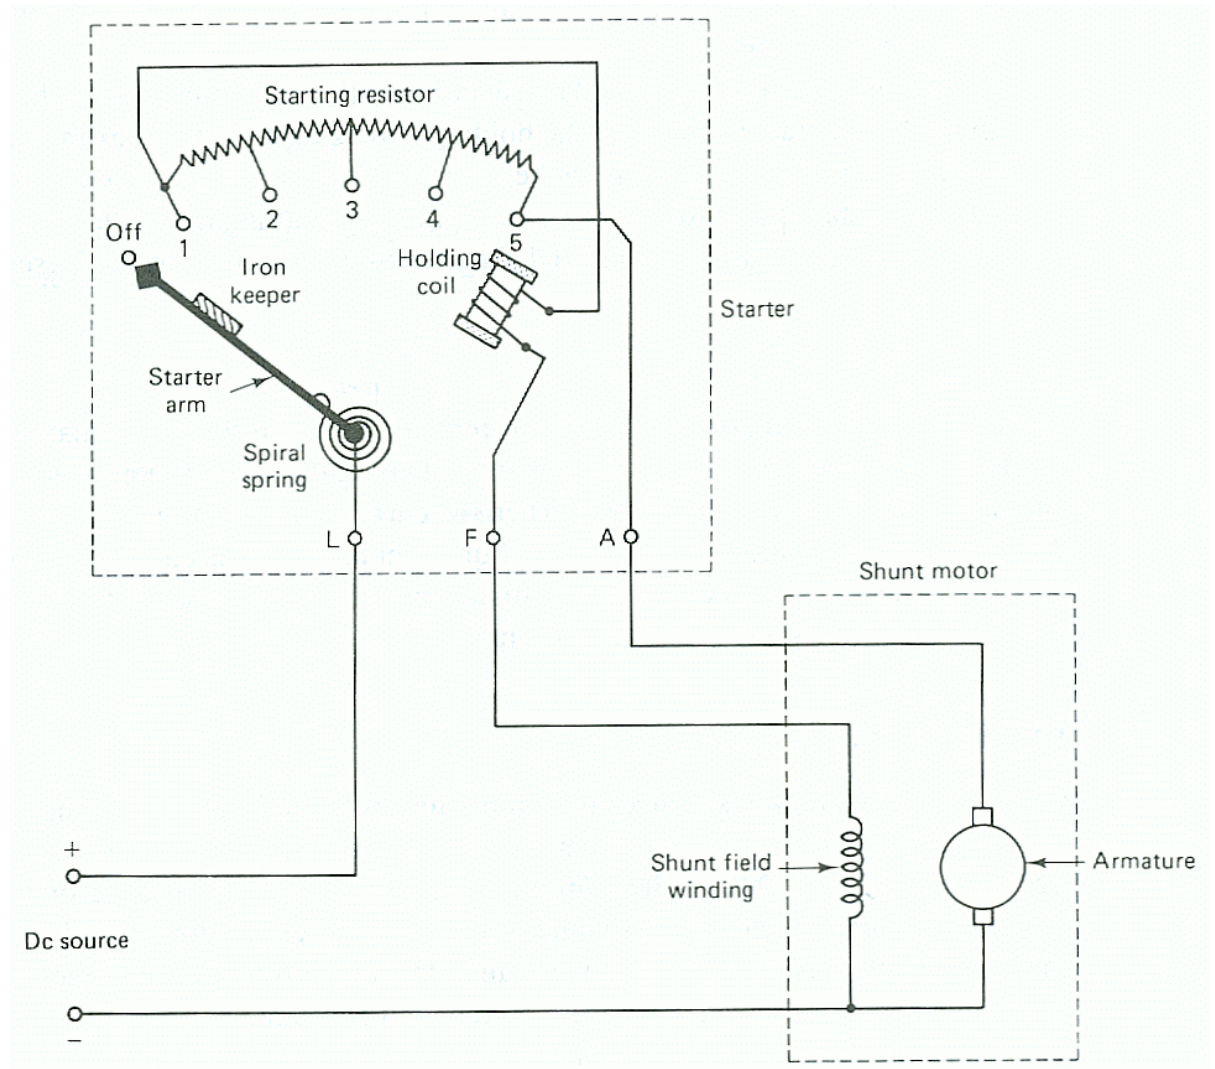 Starting resistor
Off
1
2
3
4
5
Iron
keeper
Holding
coil
Starter
Starter
arm
Spiral
spring
L
F
A
Shunt motor
+
Shunt field
winding
Armature
Dc source
−